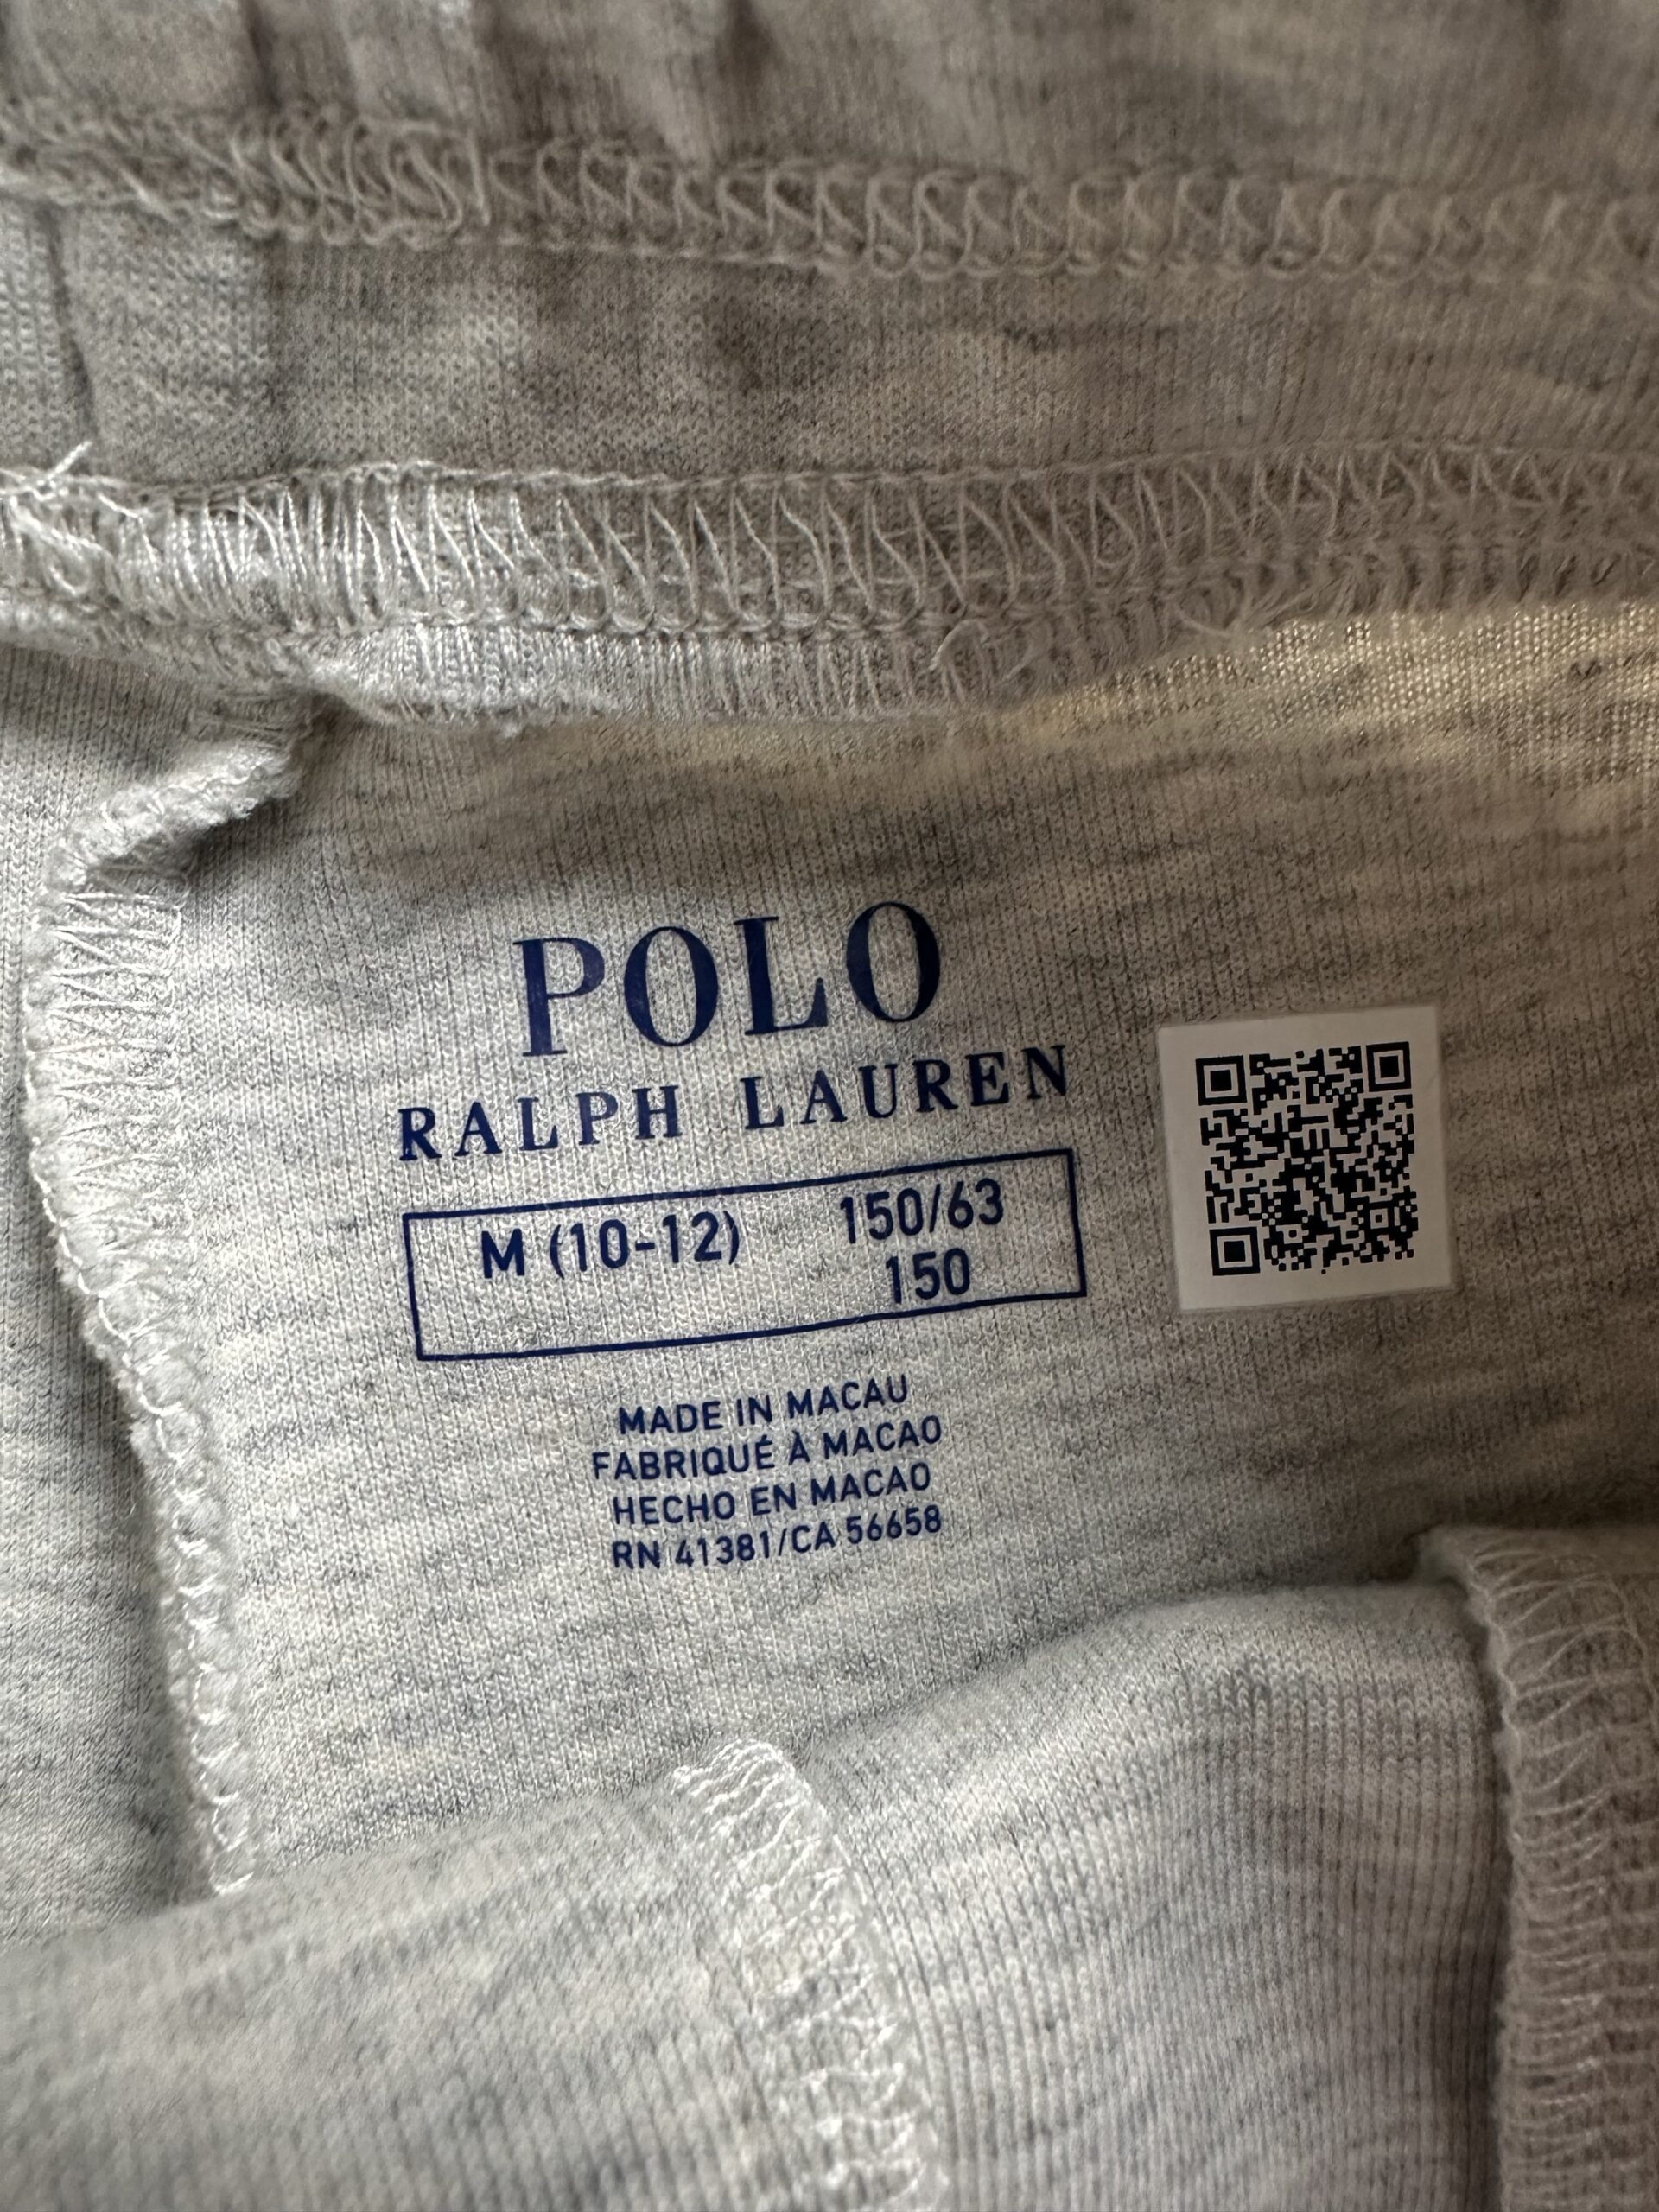 POLO
RALPH LAUREN
M (10-12) 150/63
150
MADE IN MACAU
FABRIQUÉ À MACAO
HECHO EN MACAO
RN 41381/CA 56658